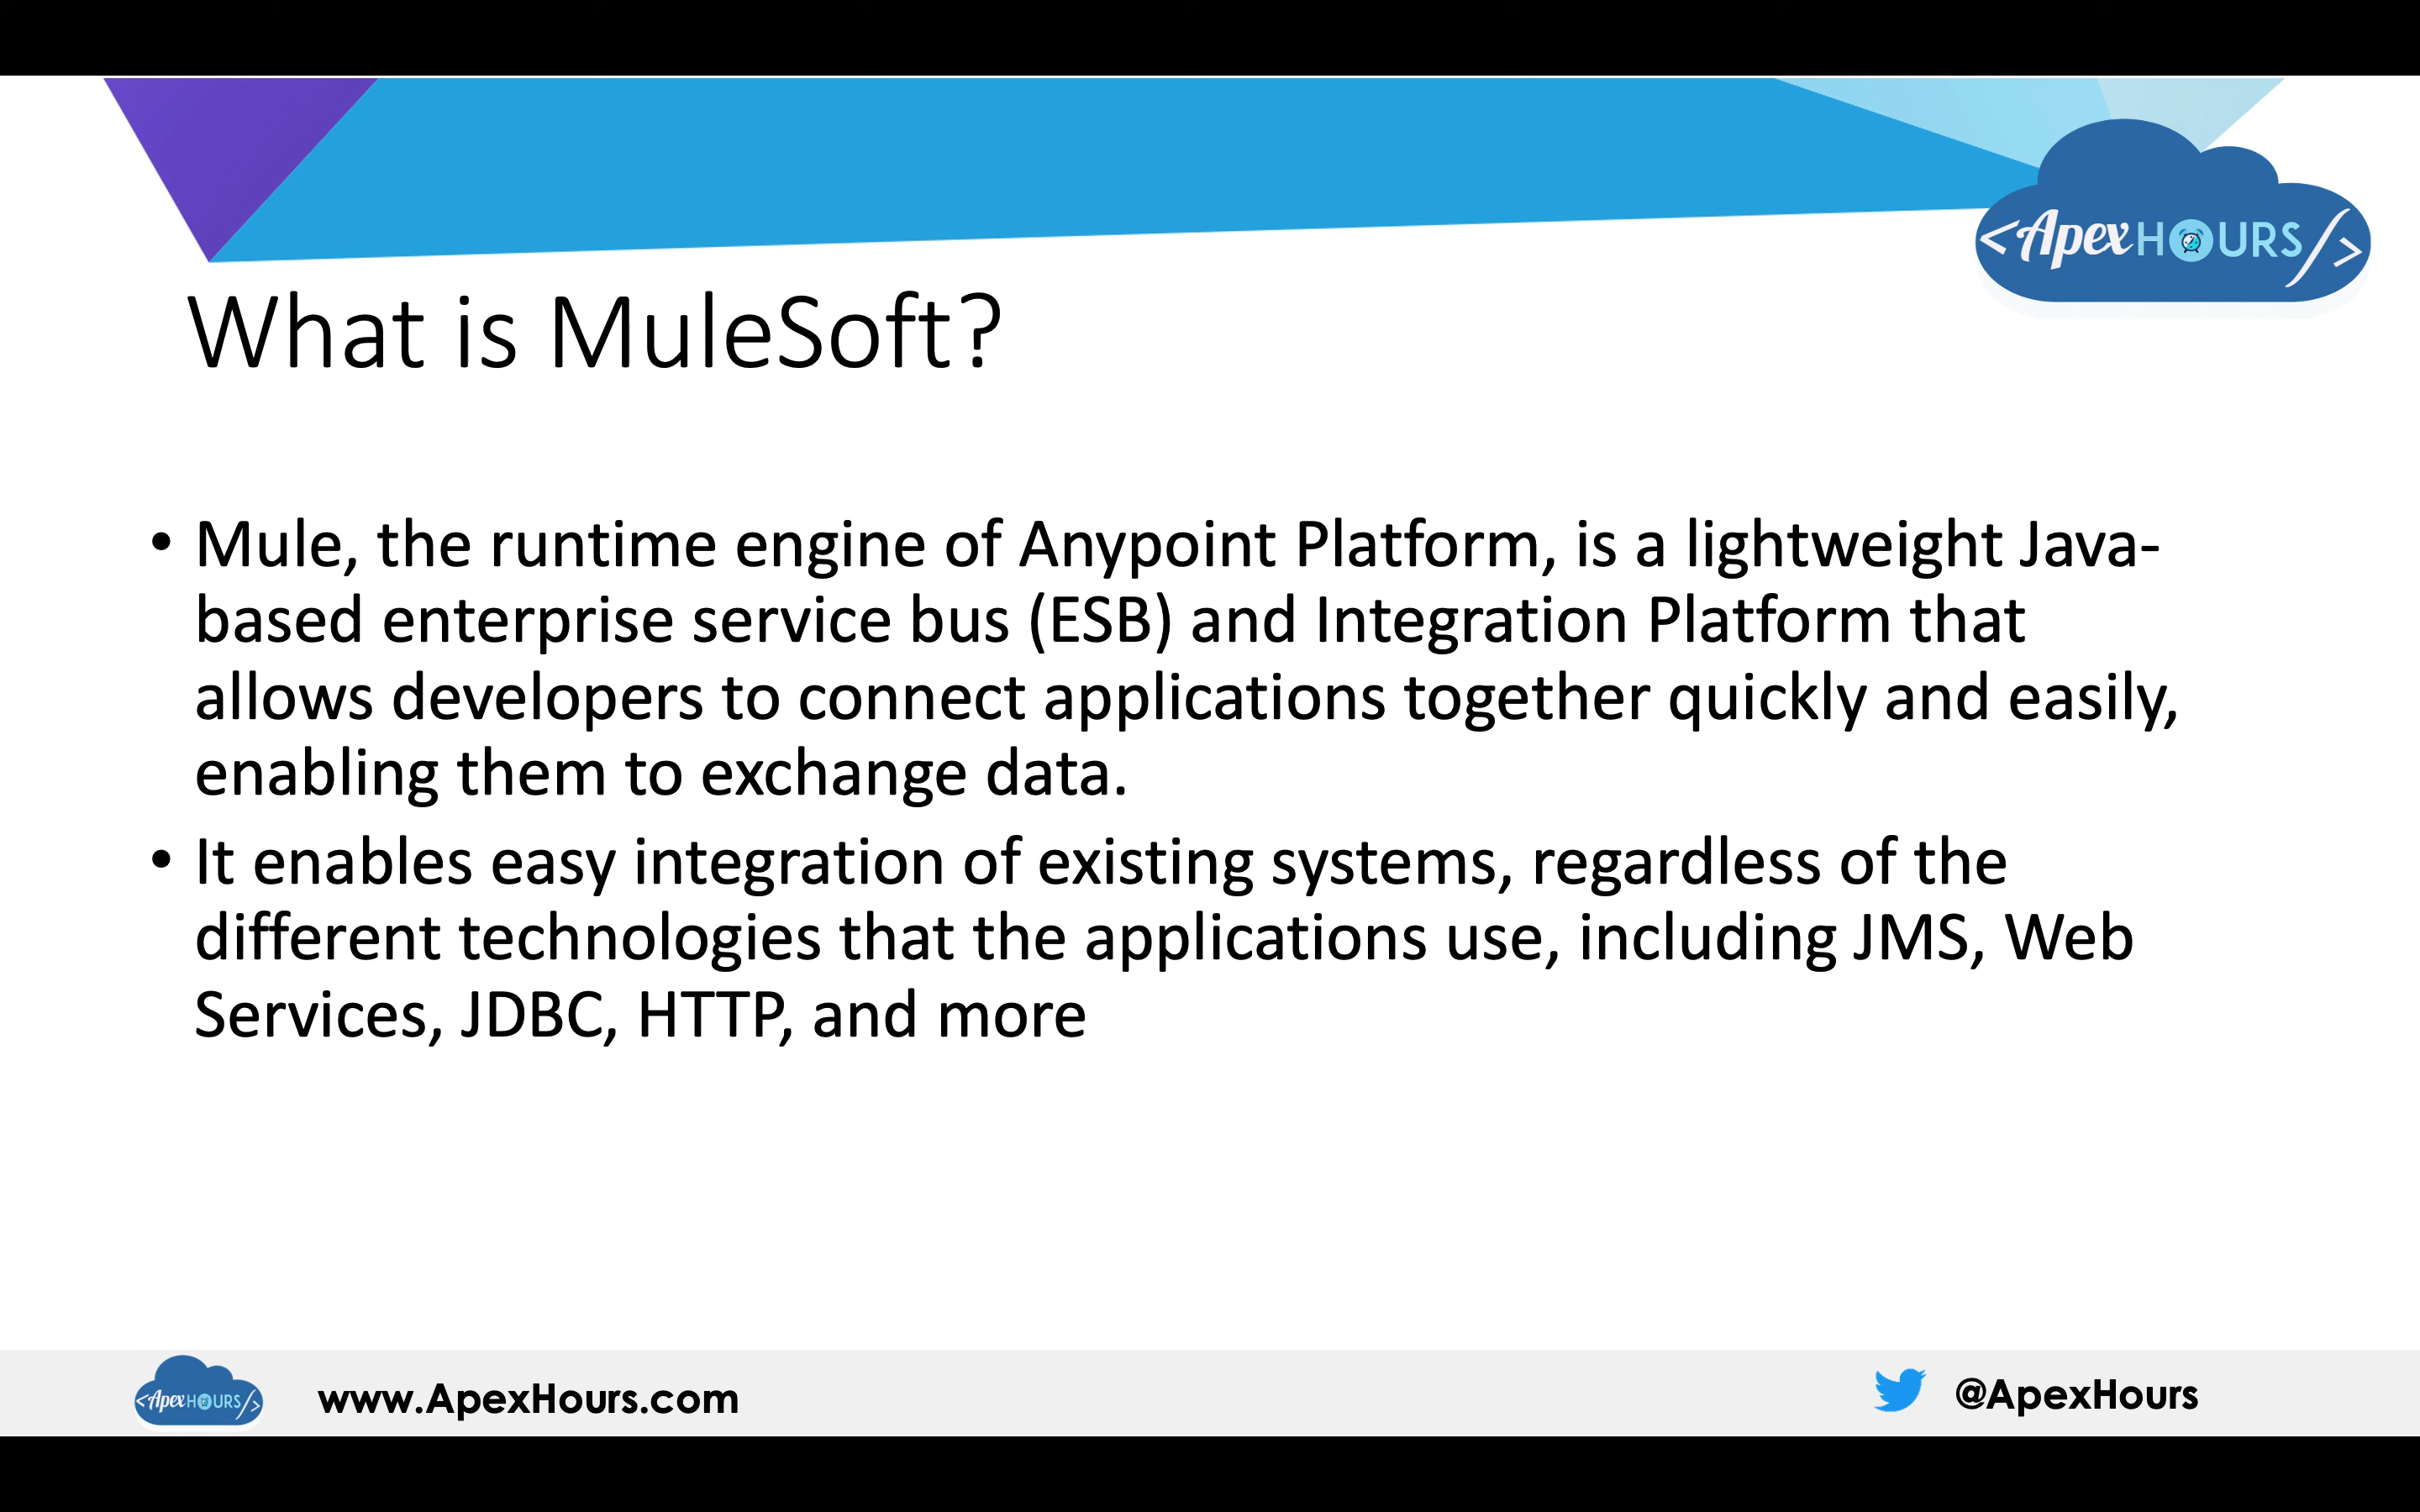 <ApexHOURS/>
What is MuleSoft?
• Mule, the runtime engine of Anypoint Platform, is a lightweight Java-
based enterprise service bus (ESB) and Integration Platform that
allows developers to connect applications together quickly and easily,
enabling them to exchange data.
• It enables easy integration of existing systems, regardless of the
different technologies that the applications use, including JMS, Web
Services, JDBC, HTTP, and more
<ApexHOURS/> www.ApexHours.com @ApexHours